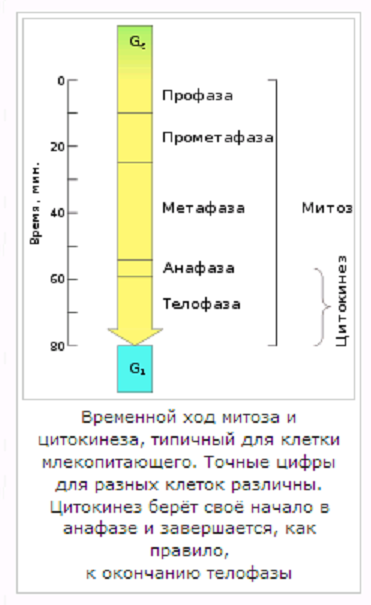 G₂
0
Профаза
20
Прометафаза
Время, мин.
40
Метафаза
Митоз
60
Анафаза
Телофаза
Цитокинез
80
G₁
Временной ход митоза и
цитокинеза, типичный для клетки
млекопитающего. Точные цифры
для разных клеток различны.
Цитокинез берёт своё начало в
анафазе и завершается, как
правило,
к окончанию телофазы